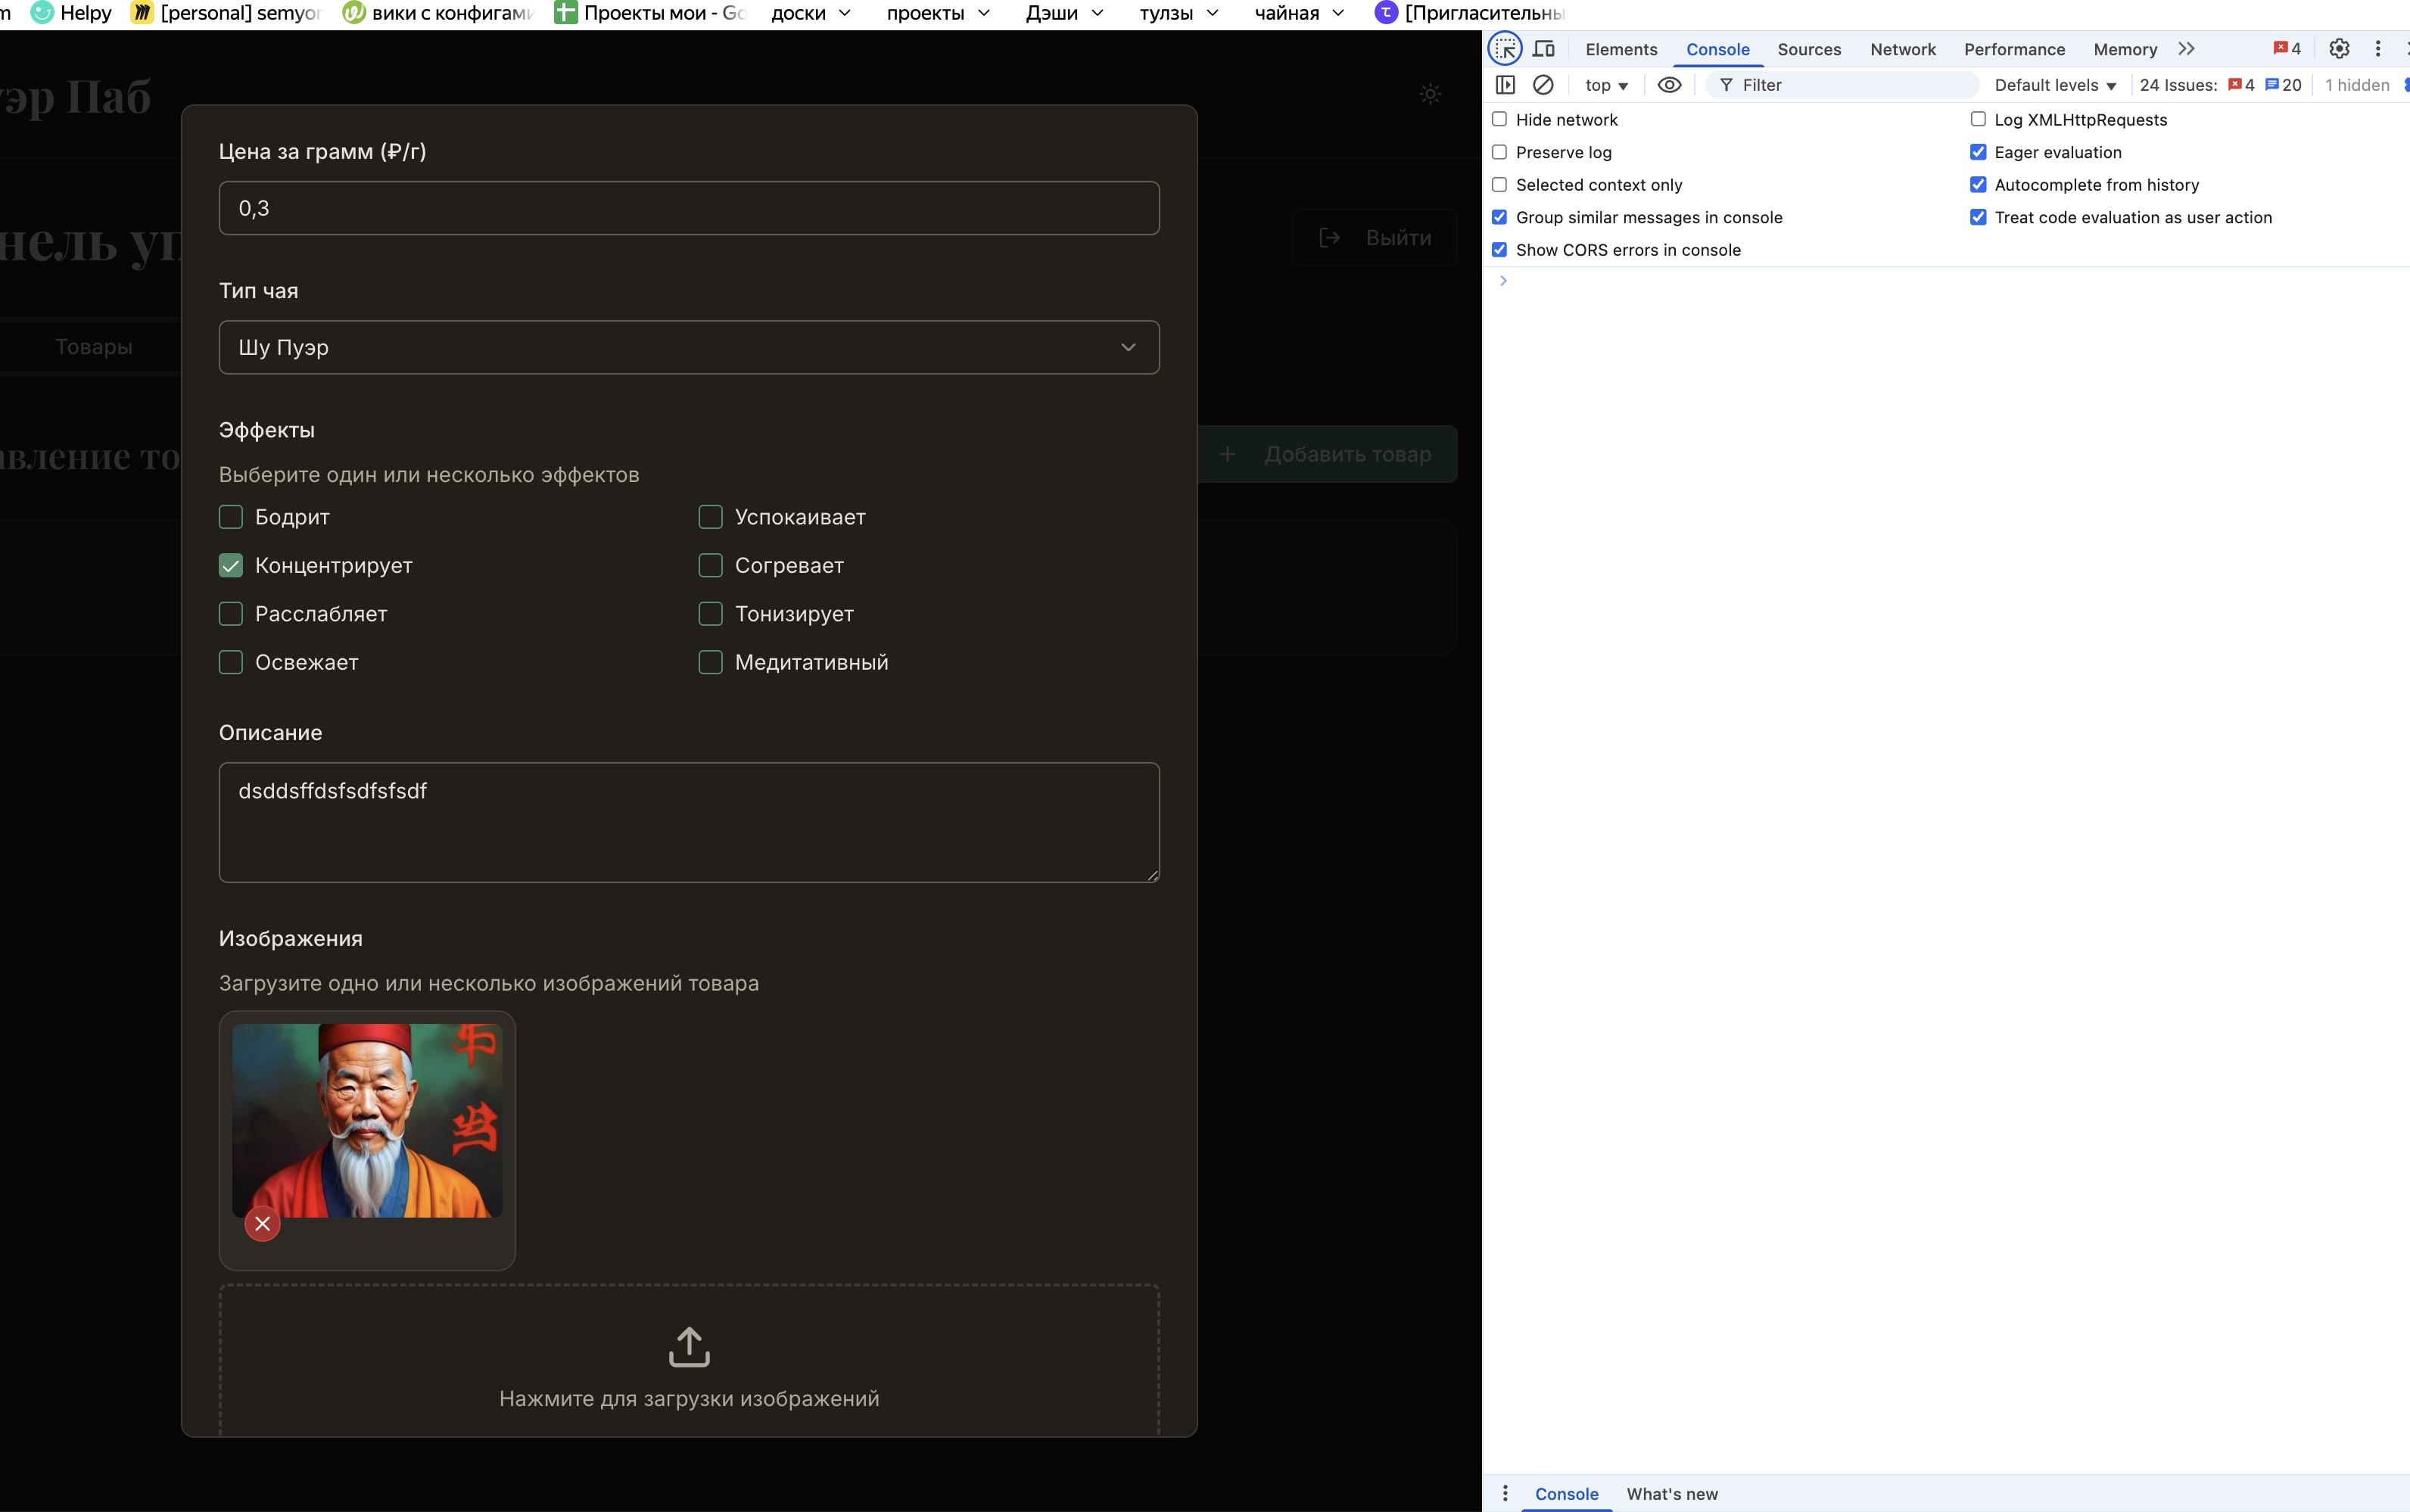 Helpy
[personal] semyor
вики с конфигами
Проекты мои - Go
доски
проекты
Дэши
тулзы
чайная
[Пригласительны
уэр Паб
нель уп
Выйти
Товары
авление то
Добавить товар
Цена за грамм (₽/г)
0,3
Тип чая
Шу Пуэр
Эффекты
Выберите один или несколько эффектов
Бодрит
Успокаивает
Концентрирует
Согревает
Расслабляет
Тонизирует
Освежает
Медитативный
Описание
dsddsffdsfsdfsfsdf
Изображения
Загрузите одно или несколько изображений товара
Нажмите для загрузки изображений
Elements
Console
Sources
Network
Performance
Memory
4
top
Filter
Default levels
24 Issues: 4 20
1 hidden
Hide network
Log XMLHttpRequests
Preserve log
Eager evaluation
Selected context only
Autocomplete from history
Group similar messages in console
Treat code evaluation as user action
Show CORS errors in console
Console
What's new